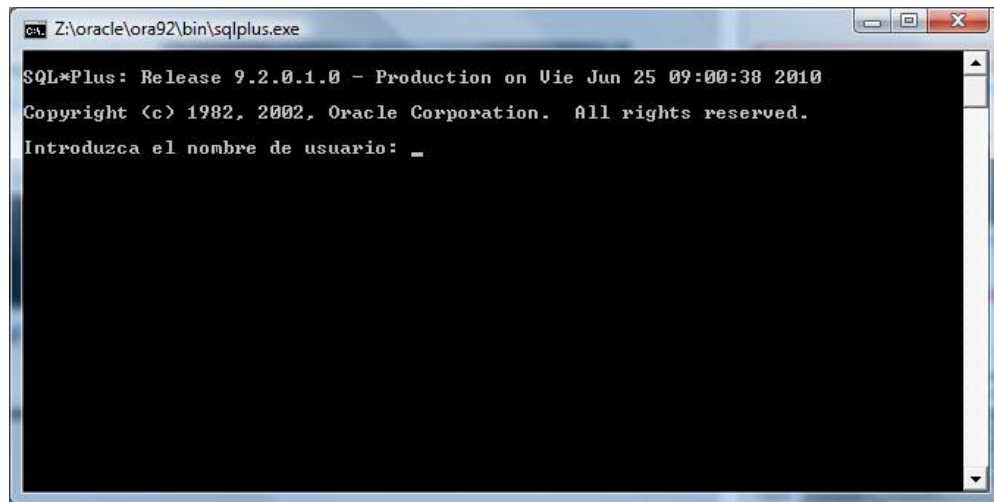 Z:\oracle\ora92\bin\sqlplus.exe
SQL*Plus: Release 9.2.0.1.0 - Production on Vie Jun 25 09:00:38 2010
Copyright (c) 1982, 2002, Oracle Corporation.  All rights reserved.
Introduzca el nombre de usuario: _